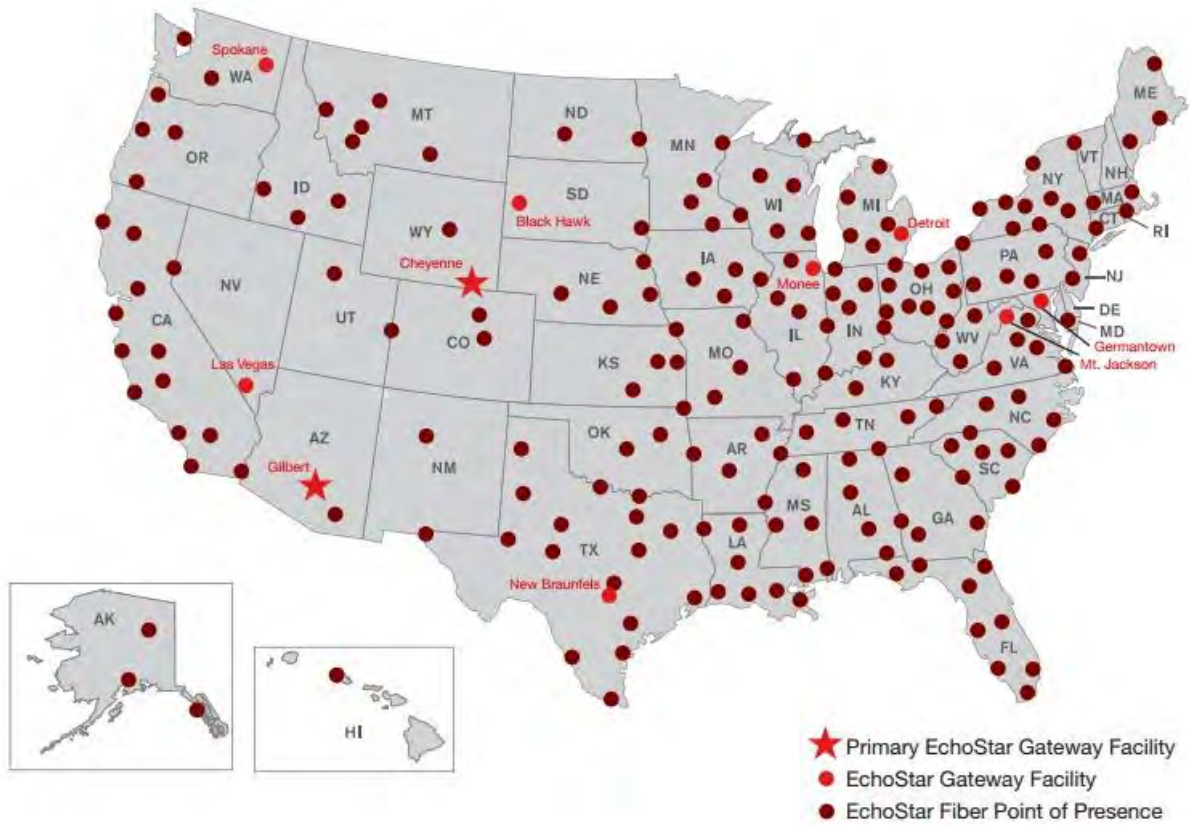 Spokane
WA
MT
ND
MN
ME
OR
ID
SD
WI
MI
VT
NH
NY
MA
CT
RI
Black Hawk
Detroit
WY
Cheyenne
NE
IA
Monee
PA
NJ
OH
NV
UT
CO
CA
IL
IN
WV
DE
MD
Germantown
Mt. Jackson
VA
Las Vegas
KS
MO
KY
AZ
Gilbert
NM
OK
AR
TN
NC
SC
MS
AL
GA
TX
LA
New Braunfels
FL
AK
HI
Primary EchoStar Gateway Facility
EchoStar Gateway Facility
EchoStar Fiber Point of Presence